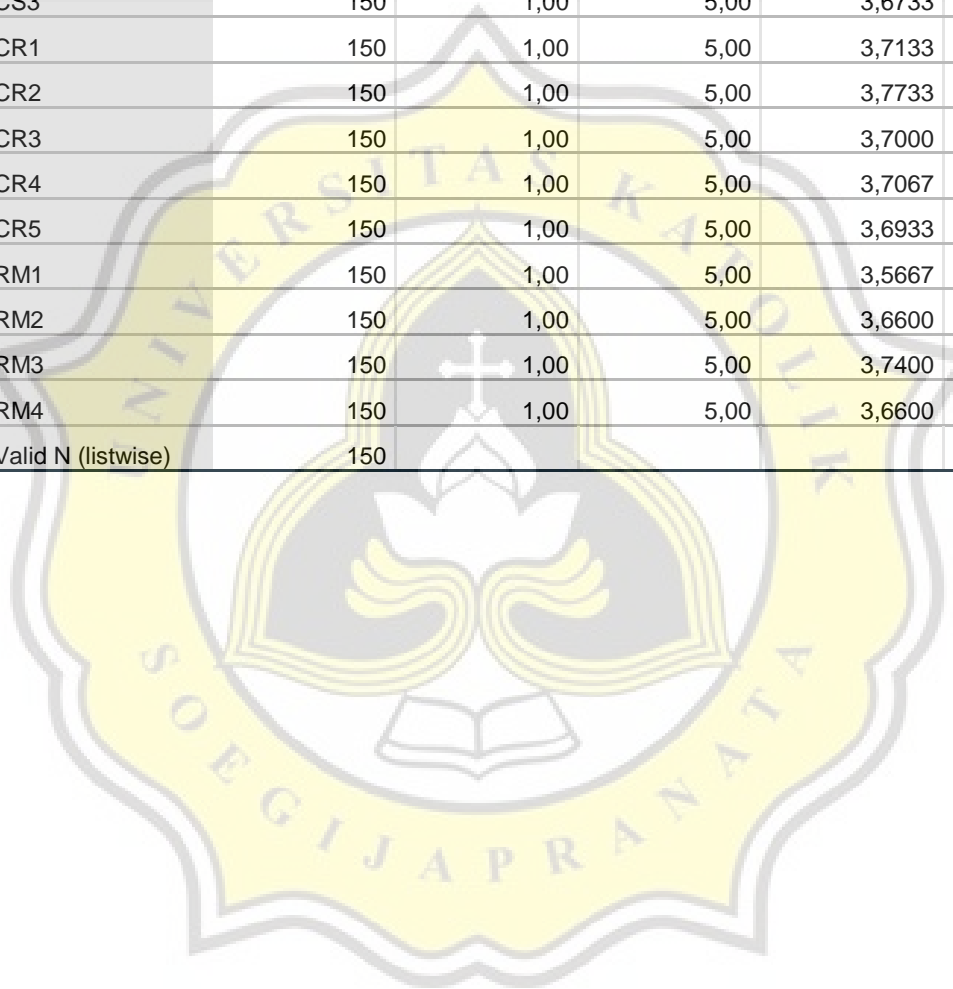 CS3 150 1,00 5,00 3,6733
CR1 150 1,00 5,00 3,7133
CR2 150 1,00 5,00 3,7733
CR3 150 1,00 5,00 3,7000
CR4 150 1,00 5,00 3,7067
CR5 150 1,00 5,00 3,6933
RM1 150 1,00 5,00 3,5667
RM2 150 1,00 5,00 3,6600
RM3 150 1,00 5,00 3,7400
RM4 150 1,00 5,00 3,6600
Valid N (listwise) 150
UNIVERSITAS KATOLIK
SOEGIJAPRANATA